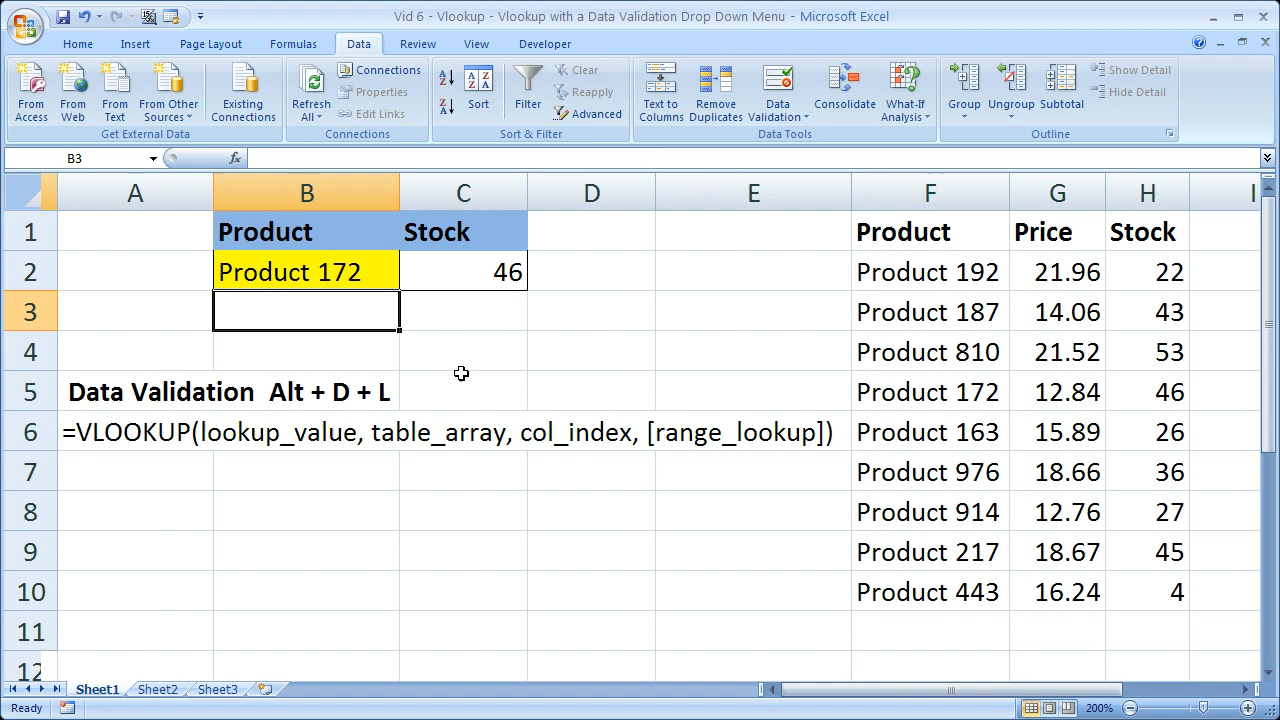 Vid 6 - Vlookup - Vlookup with a Data Validation Drop Down Menu - Microsoft Excel
Home Insert Page Layout Formulas Data Review View Developer
From Access
From Web
From Text
From Other Sources
Existing Connections
Get External Data
Refresh All
Connections
Properties
Edit Links
Connections
Sort
Filter
Clear
Reapply
Advanced
Sort & Filter
Text to Columns
Remove Duplicates
Data Validation
Consolidate
What-If Analysis
Data Tools
Group
Ungroup
Subtotal
Show Detail
Hide Detail
Outline
B3 fx
A B C D E F G H I
1 Product Stock Product Price Stock
2 Product 172 46 Product 192 21.96 22
3 Product 187 14.06 43
4 Product 810 21.52 53
5 Data Validation Alt + D + L Product 172 12.84 46
6 =VLOOKUP(lookup_value, table_array, col_index, [range_lookup]) Product 163 15.89 26
7 Product 976 18.66 36
8 Product 914 12.76 27
9 Product 217 18.67 45
10 Product 443 16.24 4
11
12
Sheet1 Sheet2 Sheet3
Ready 200%